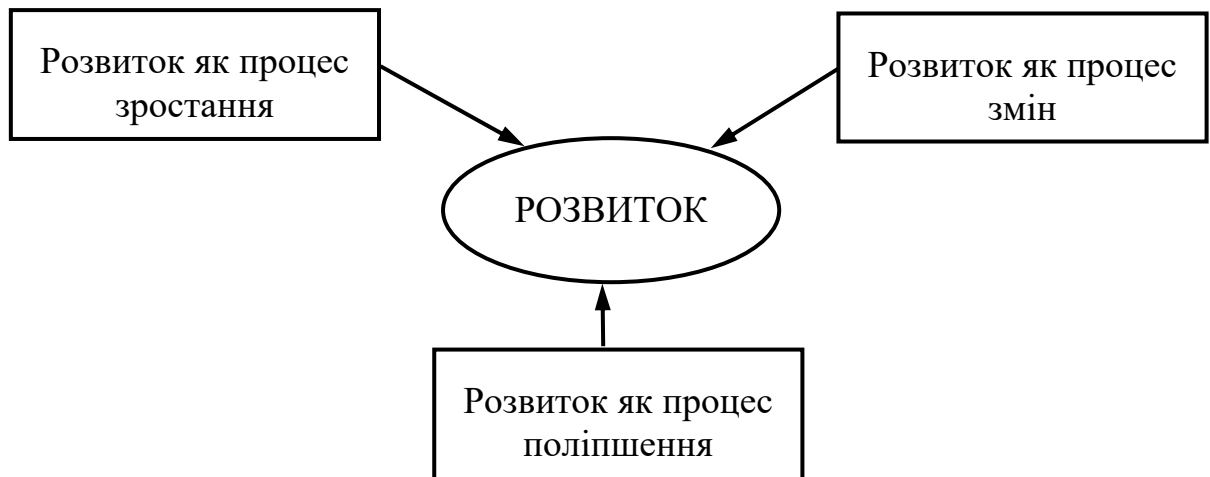 Розвиток як процес
зростання
Розвиток як процес
змін
РОЗВИТОК
Розвиток як процес
поліпшення